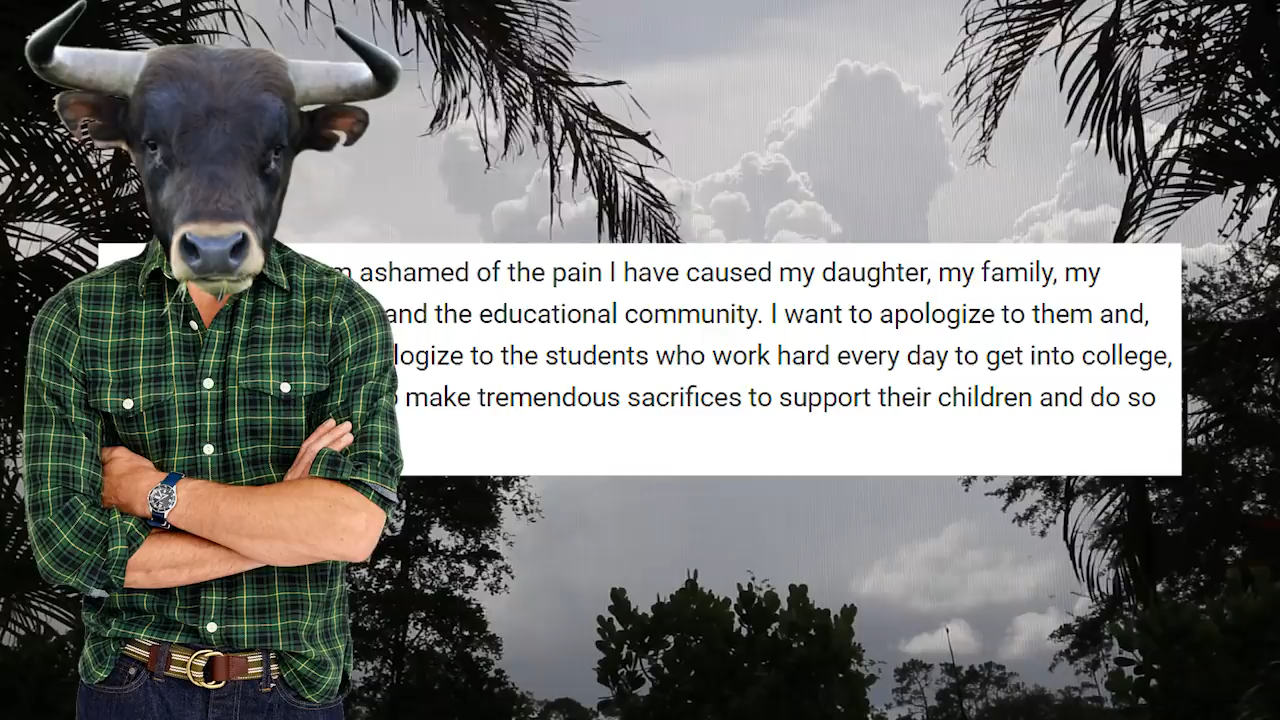 ashamed of the pain I have caused my daughter, my family, my
and the educational community. I want to apologize to them and,
to the students who work hard every day to get into college,
make tremendous sacrifices to support their children and do so